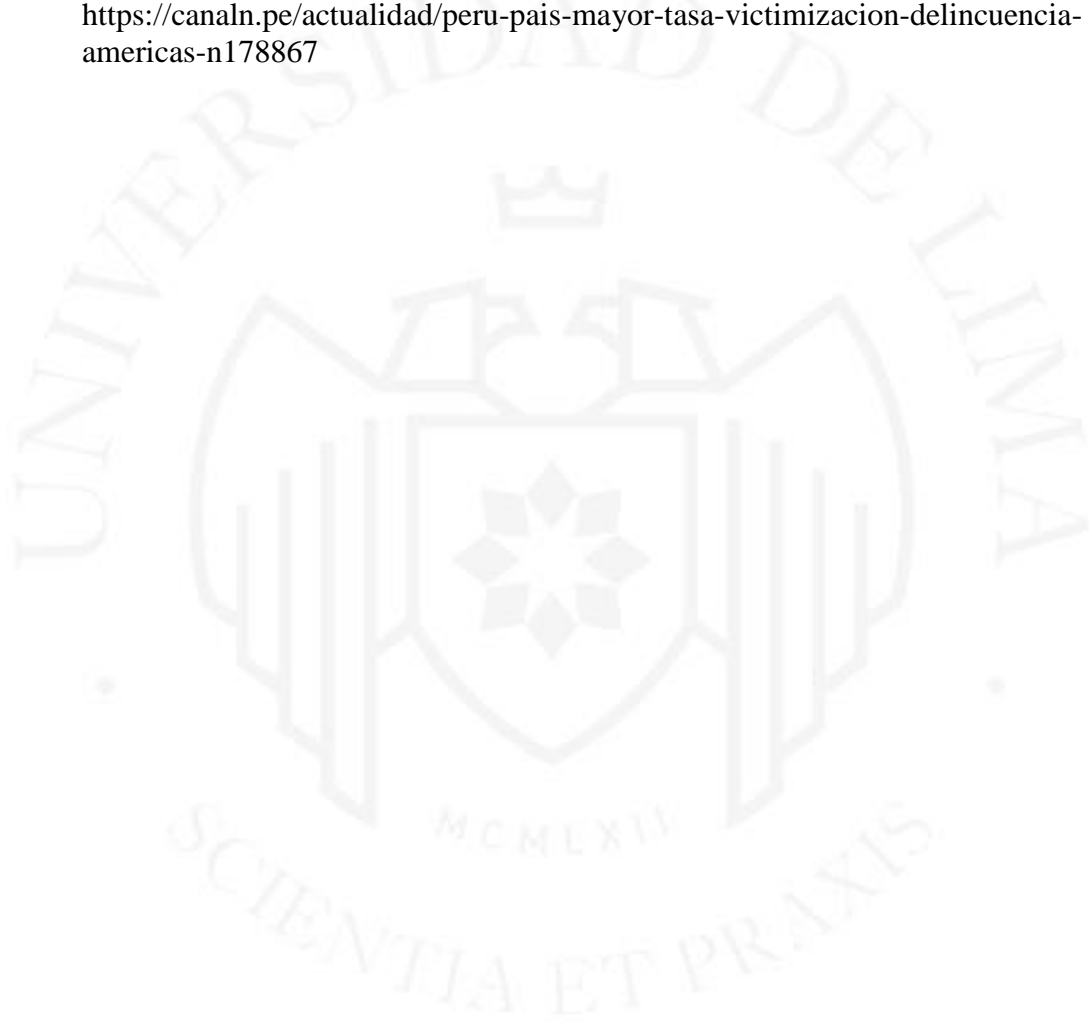 https://canaln.pe/actualidad/peru-pais-mayor-tasa-victimizacion-delincuencia-
americas-n178867
UNIVERSIDAD DE LIMA
MCMLXII
SCIENTIA ET PRAXIS